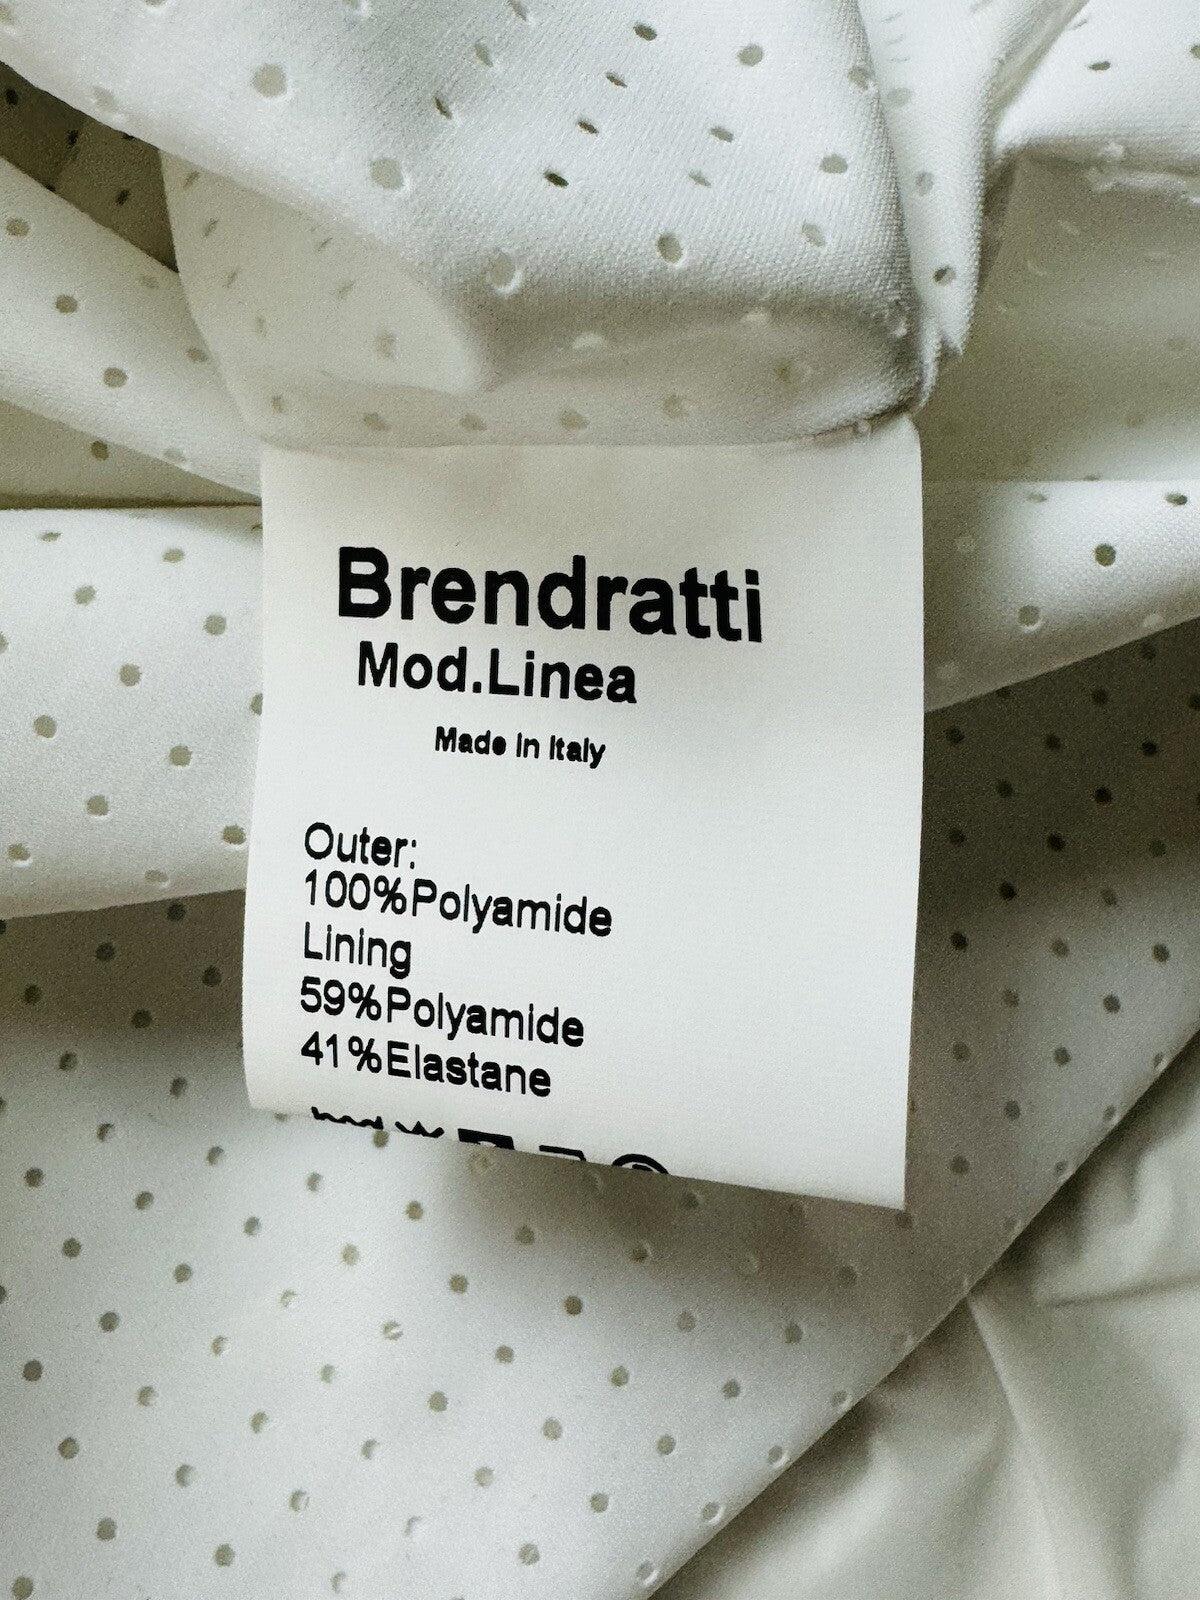 Brendratti
Mod.Linea
Made in Italy
Outer:
100%Polyamide
Lining
59%Polyamide
41%Elastane